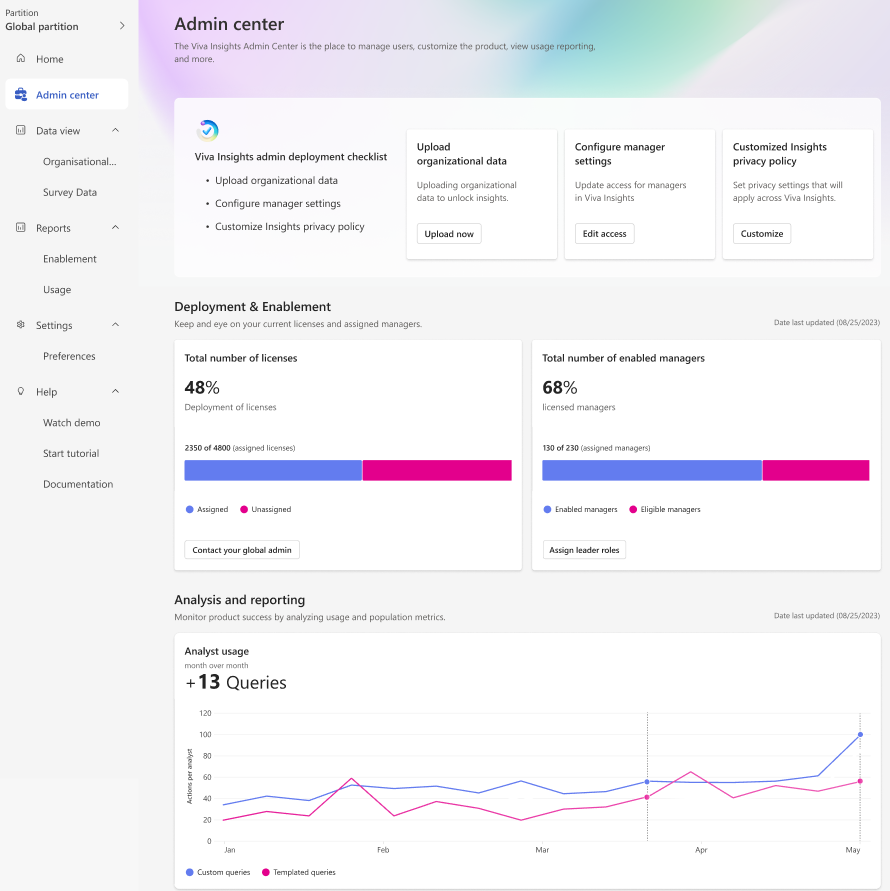 Partition
Global partition
Home
Admin center
Data view
Organisational...
Survey Data
Reports
Enablement
Usage
Settings
Preferences
Help
Watch demo
Start tutorial
Documentation
Admin center
The Viva Insights Admin Center is the place to manage users, customize the product, view usage reporting,
and more.
Viva Insights admin deployment checklist
• Upload organizational data
• Configure manager settings
• Customize Insights privacy policy
Upload
organizational data
Uploading organizational
data to unlock insights.
Upload now
Configure manager
settings
Update access for managers
in Viva Insights
Edit access
Customized Insights
privacy policy
Set privacy settings that will
apply across Viva Insights.
Customize
Deployment & Enablement
Keep and eye on your current licenses and assigned managers.
Date last updated (08/25/2023)
Total number of licenses
48%
Deployment of licenses
2350 of 4800 (assigned licenses)
Assigned
Unassigned
Contact your global admin
Total number of enabled managers
68%
licensed managers
130 of 230 (assigned managers)
Enabled managers
Eligible managers
Assign leader roles
Analysis and reporting
Monitor product success by analyzing usage and population metrics.
Date last updated (08/25/2023)
Analyst usage
month over month
+13 Queries
Actions per analyst
120
100
80
60
40
20
0
Jan
Feb
Mar
Apr
May
Custom queries
Templated queries